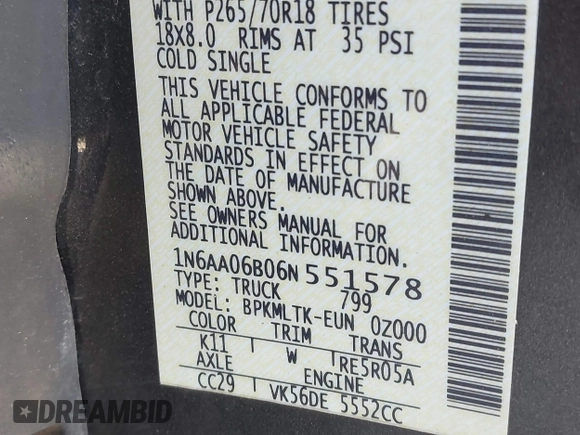 WITH P265/70R18 TIRES
18X8.0 RIMS AT 35 PSI
COLD SINGLE
THIS VEHICLE CONFORMS TO
ALL APPLICABLE FEDERAL
MOTOR VEHICLE SAFETY
STANDARDS IN EFFECT ON
THE DATE OF MANUFACTURE
SHOWN ABOVE.
SEE OWNERS MANUAL FOR
ADDITIONAL INFORMATION.
1N6AA06B06N551578
TYPE: TRUCK 799
MODEL: BPKMLTK-EUN 0Z000
COLOR TRIM TRANS
K11 W RE5R05A
AXLE ENGINE
CC29 VK56DE 5552CC
DREAMBID